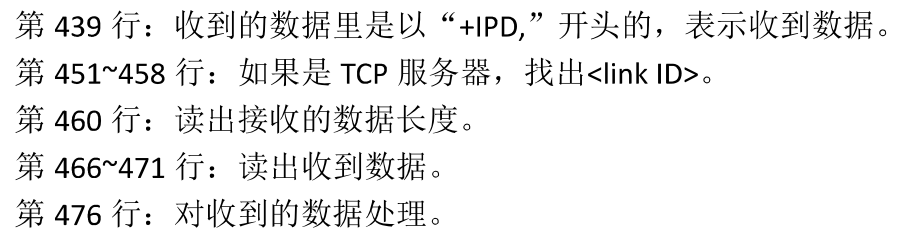 第 439 行：收到的数据里是以“+IPD,”开头的，表示收到数据。
第 451~458 行：如果是 TCP 服务器，找出<link ID>。
第 460 行：读出接收的数据长度。
第 466~471 行：读出收到数据。
第 476 行：对收到的数据处理。